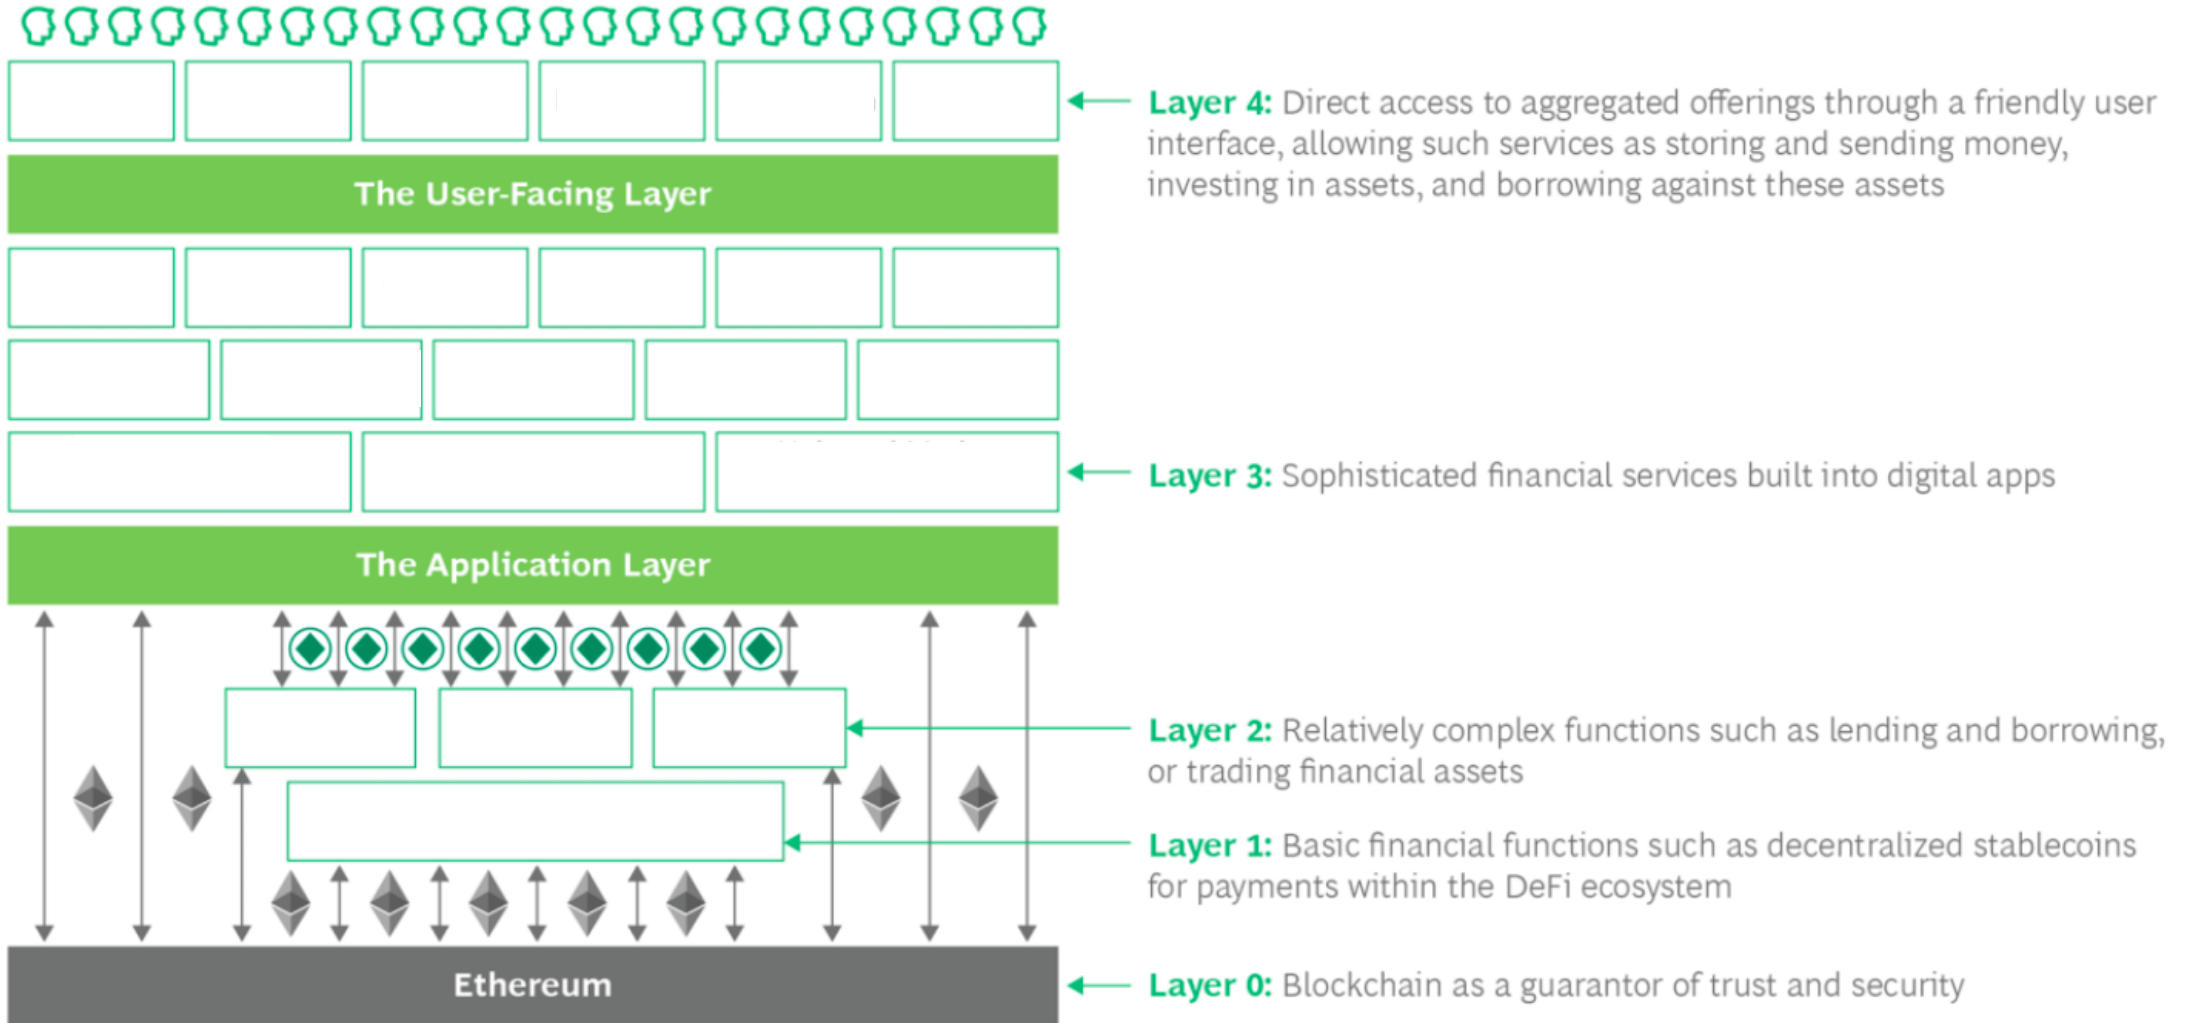 Layer 4: Direct access to aggregated offerings through a friendly user
interface, allowing such services as storing and sending money,
investing in assets, and borrowing against these assets
The User-Facing Layer
Layer 3: Sophisticated financial services built into digital apps
The Application Layer
Layer 2: Relatively complex functions such as lending and borrowing,
or trading financial assets
Layer 1: Basic financial functions such as decentralized stablecoins
for payments within the DeFi ecosystem
Ethereum
Layer 0: Blockchain as a guarantor of trust and security